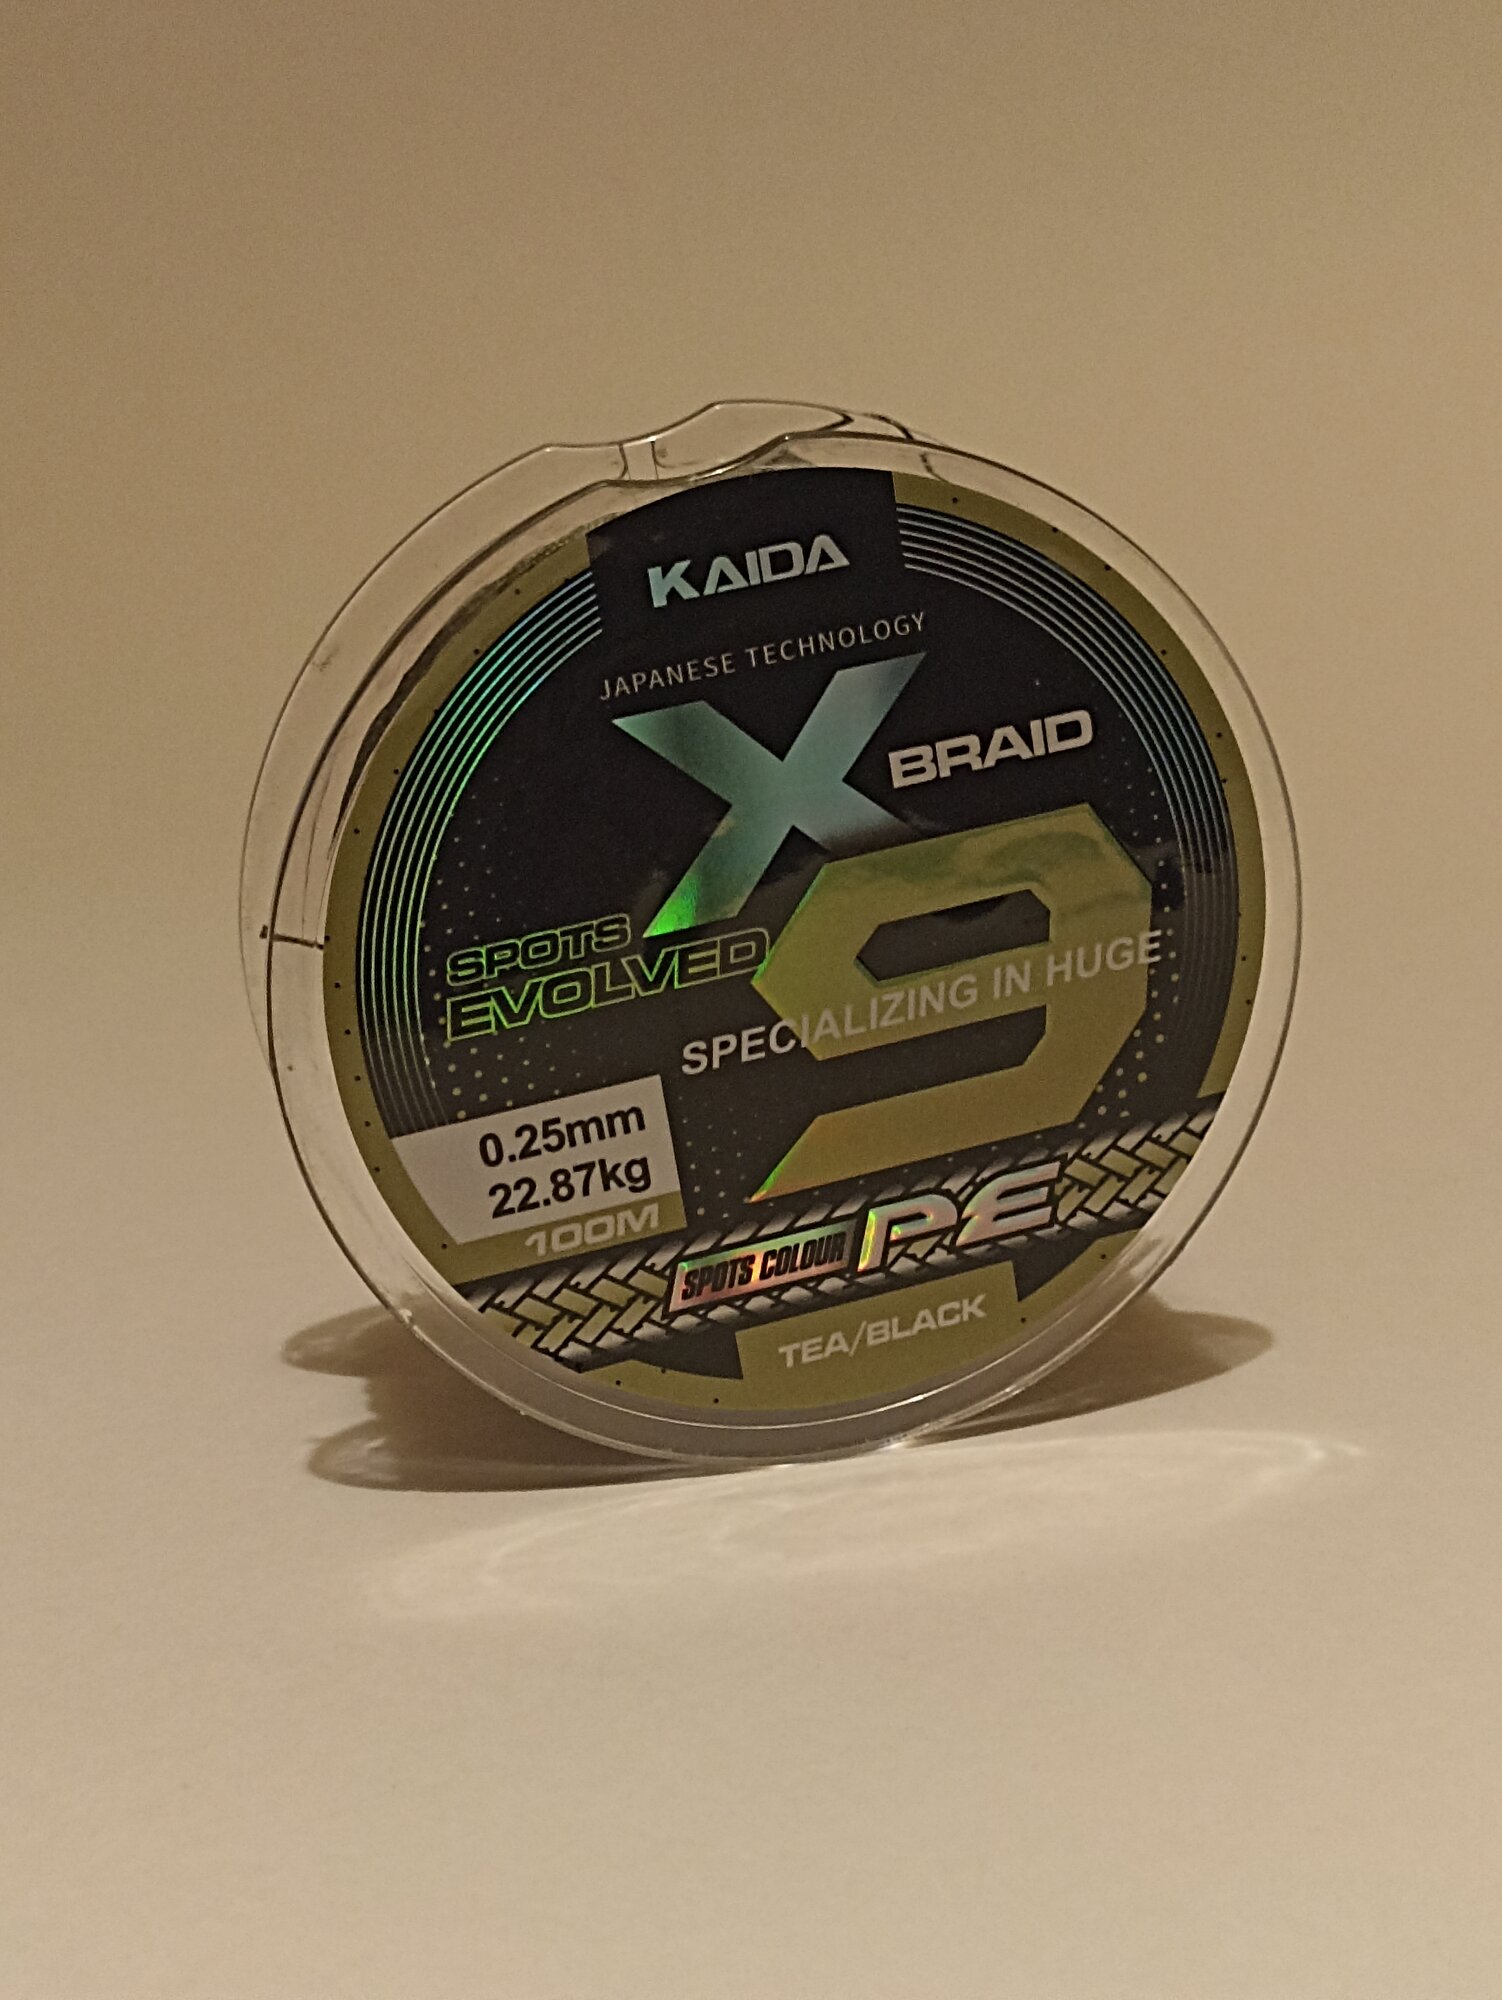 KAIDA
JAPANESE TECHNOLOGY
X
BRAID
9
SPOTS
EVOLVED
SPECIALIZING IN HUGE
0.25mm
22.87kg
100M
SPOTS COLOUR PE
TEA/BLACK